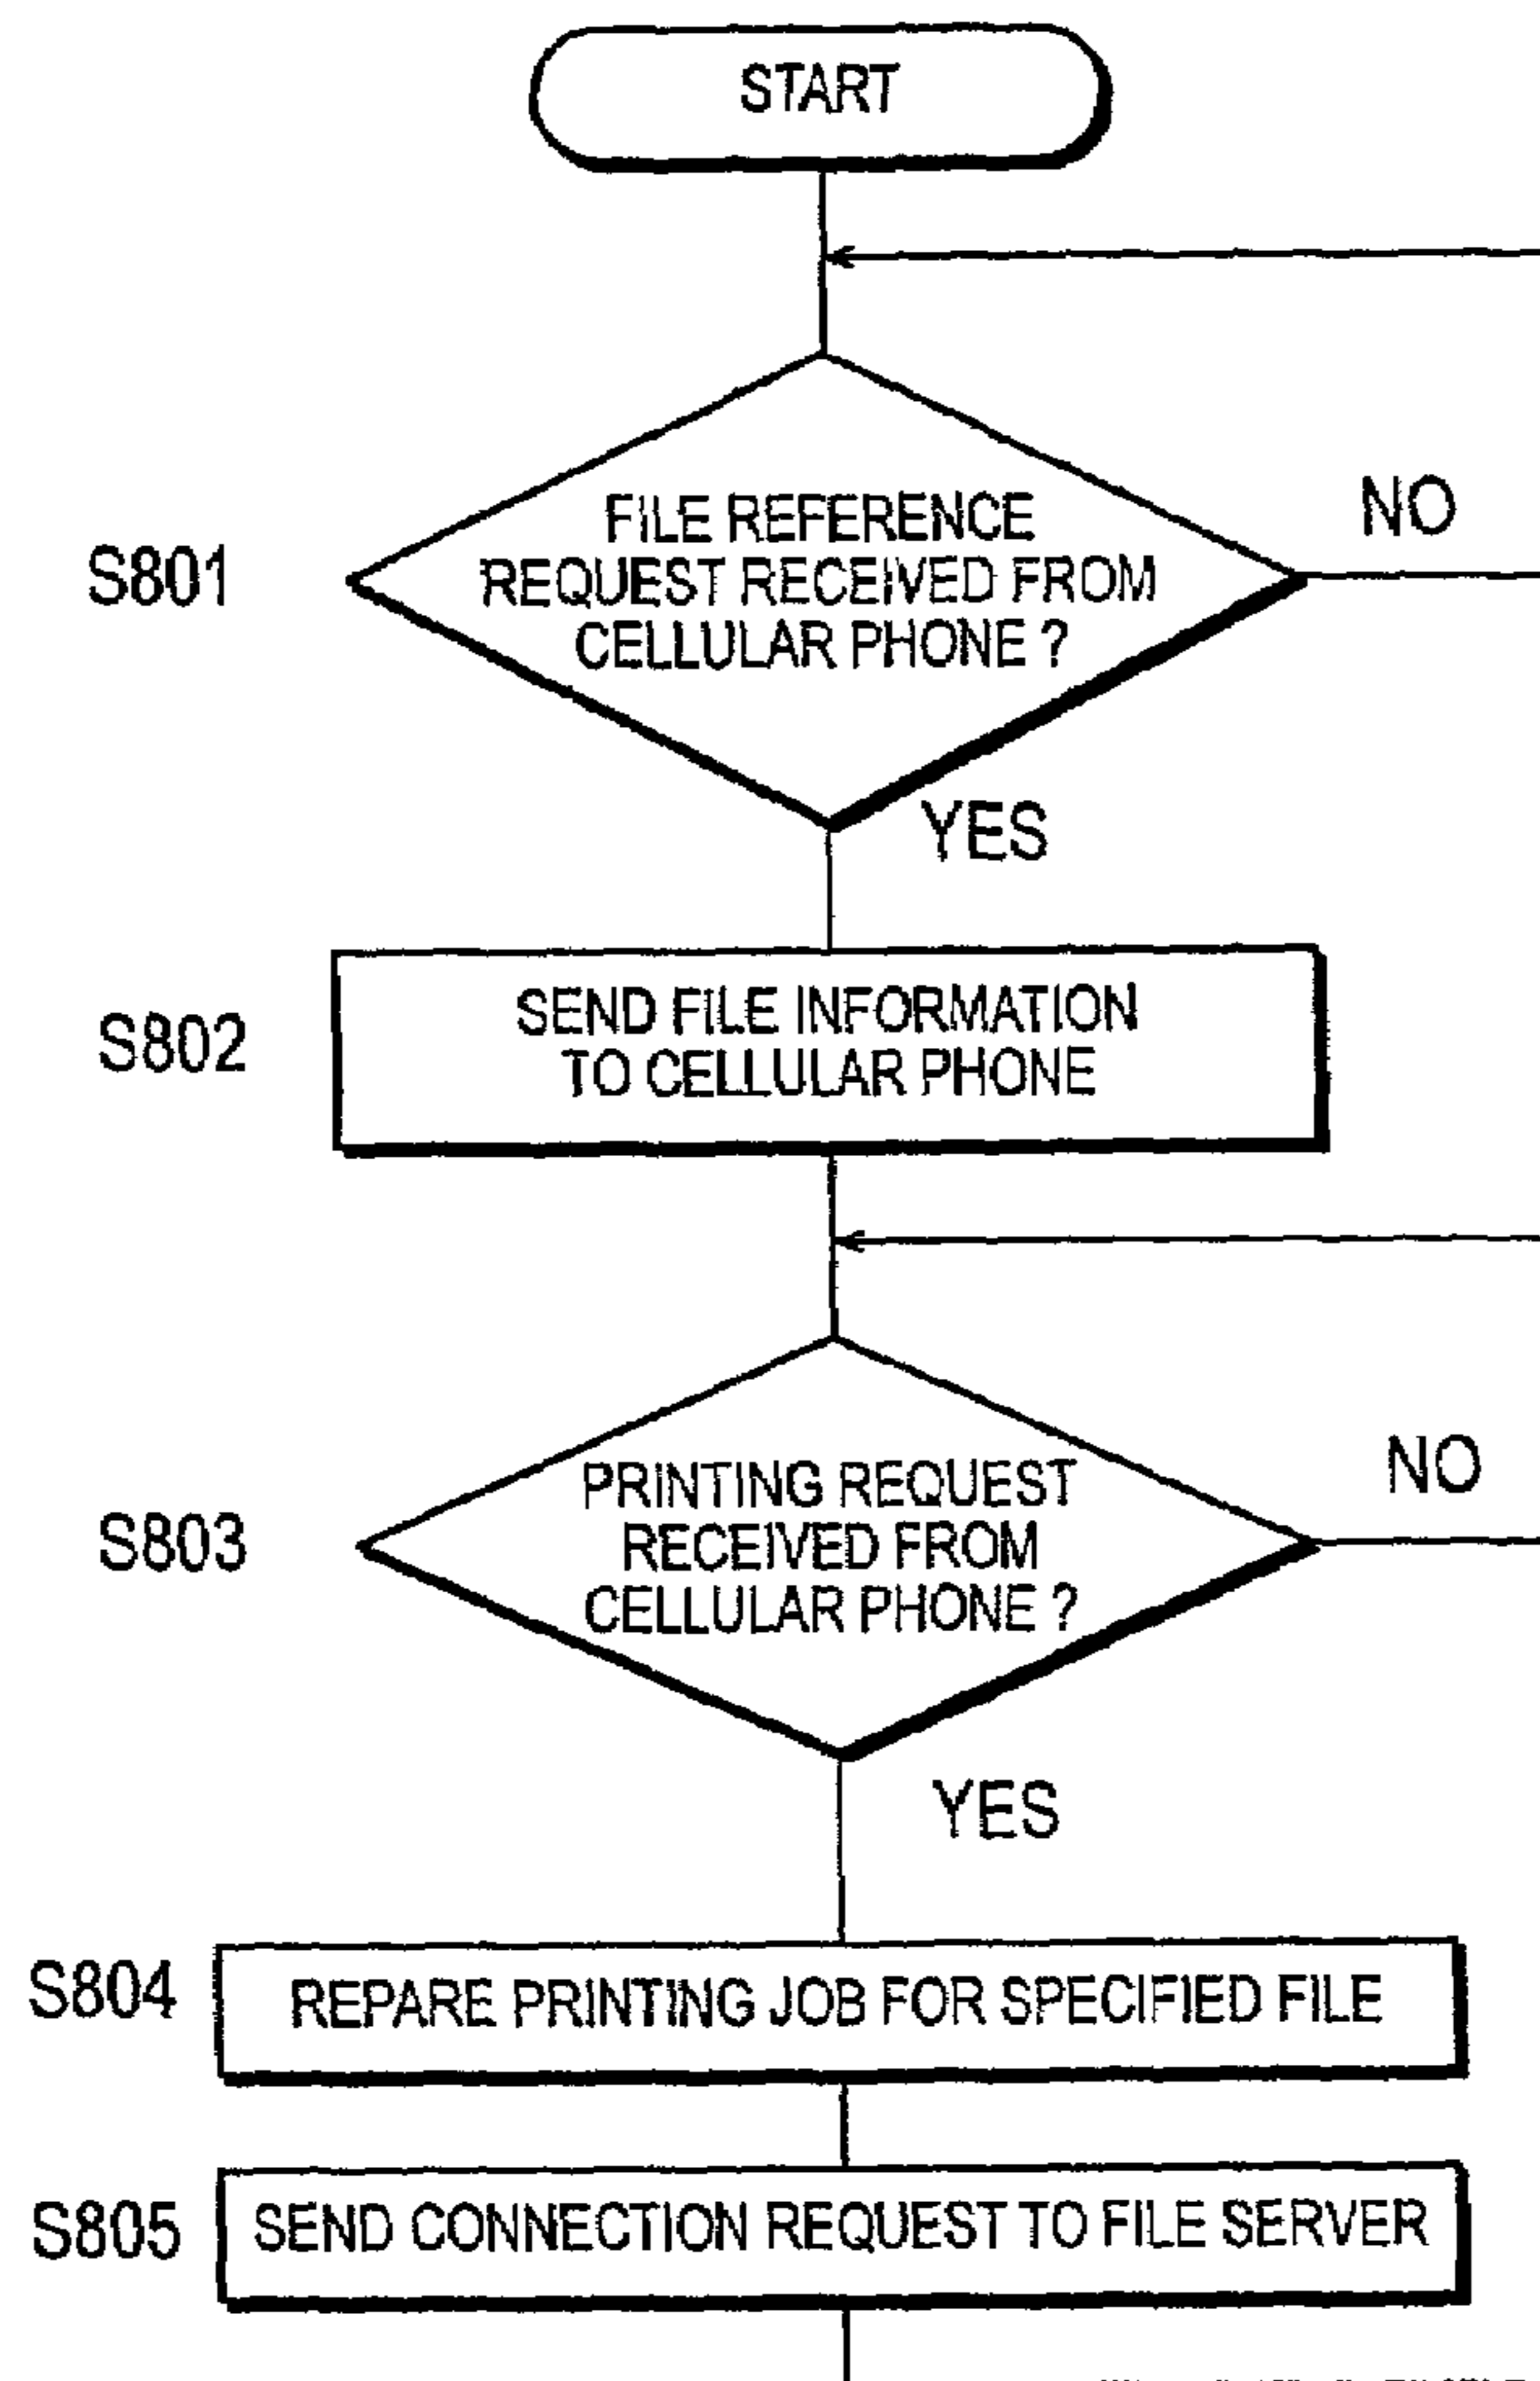 START
FILE REFERENCE
REQUEST RECEIVED FROM
CELLULAR PHONE ?
NO
S801
YES
SEND FILE INFORMATION
TO CELLULAR PHONE
S802
PRINTING REQUEST
RECEIVED FROM
CELLULAR PHONE ?
NO
S803
YES
S804
REPARE PRINTING JOB FOR SPECIFIED FILE
S805
SEND CONNECTION REQUEST TO FILE SERVER